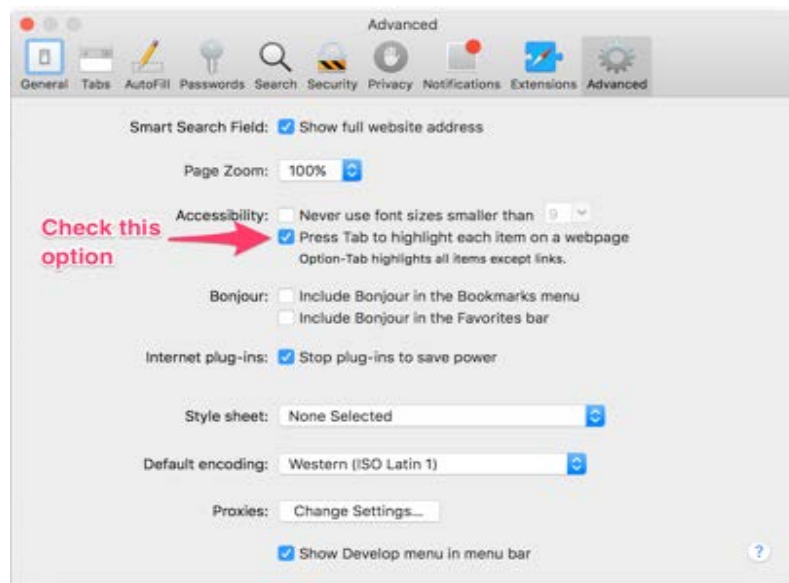 Advanced
General Tabs AutoFill Passwords Search Security Privacy Notifications Extensions Advanced
Smart Search Field: Show full website address
Page Zoom: 100%
Accessibility: Never use font sizes smaller than 9
Check this option
Press Tab to highlight each item on a webpage
Option-Tab highlights all items except links.
Bonjour: Include Bonjour in the Bookmarks menu
Include Bonjour in the Favorites bar
Internet plug-ins: Stop plug-ins to save power
Style sheet: None Selected
Default encoding: Western (ISO Latin 1)
Proxies: Change Settings...
Show Develop menu in menu bar
?